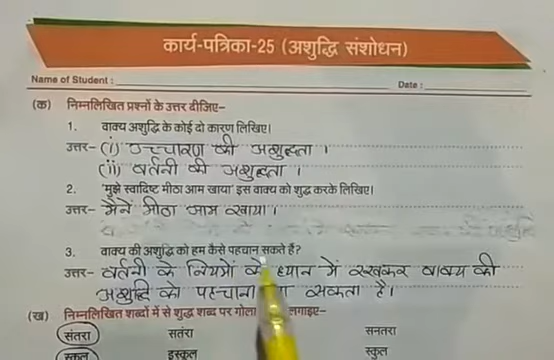 कार्य-पत्रिका-25 (अशुद्धि संशोधन)
Name of Student : Date :
(क) निम्नलिखित प्रश्नों के उत्तर दीजिए–
1. वाक्य अशुद्धि के कोई दो कारण लिखिए।
उत्तर- (i) उच्चारण की अशुद्धता ।
(ii) वर्तनी की अशुद्धता ।
2. 'मुझे स्वादिष्ट मीठा आम खाया' इस वाक्य को शुद्ध करके लिखिए।
उत्तर- मैंने मीठा आम खाया ।
3. वाक्य की अशुद्धि को हम कैसे पहचान सकते हैं?
उत्तर- वर्तनी के नियमों को ध्यान में रखकर वाक्य की
अशुद्धि को पहचाना सकता है।
(ख) निम्नलिखित शब्दों में से शुद्ध शब्द पर गोला लगाइए–
संतरा सतंरा सनतरा
स्कूल इस्कूल स्कुल